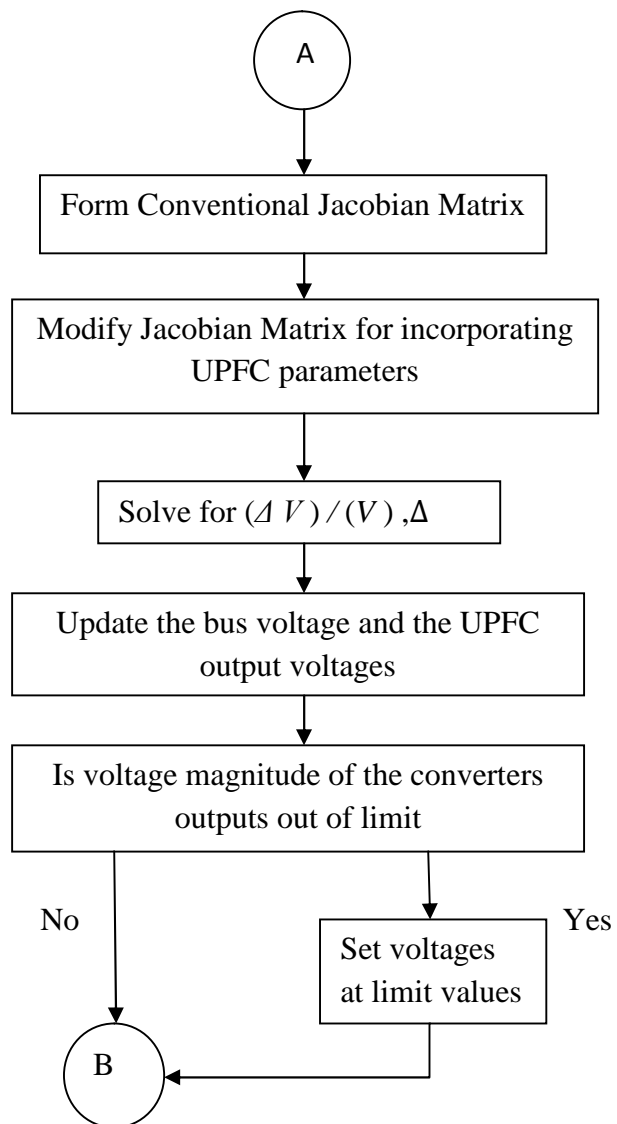 A
Form Conventional Jacobian Matrix
Modify Jacobian Matrix for incorporating
UPFC parameters
Solve for (Δ V) / (V) ,Δ
Update the bus voltage and the UPFC
output voltages
Is voltage magnitude of the converters
outputs out of limit
No
Yes
Set voltages
at limit values
B